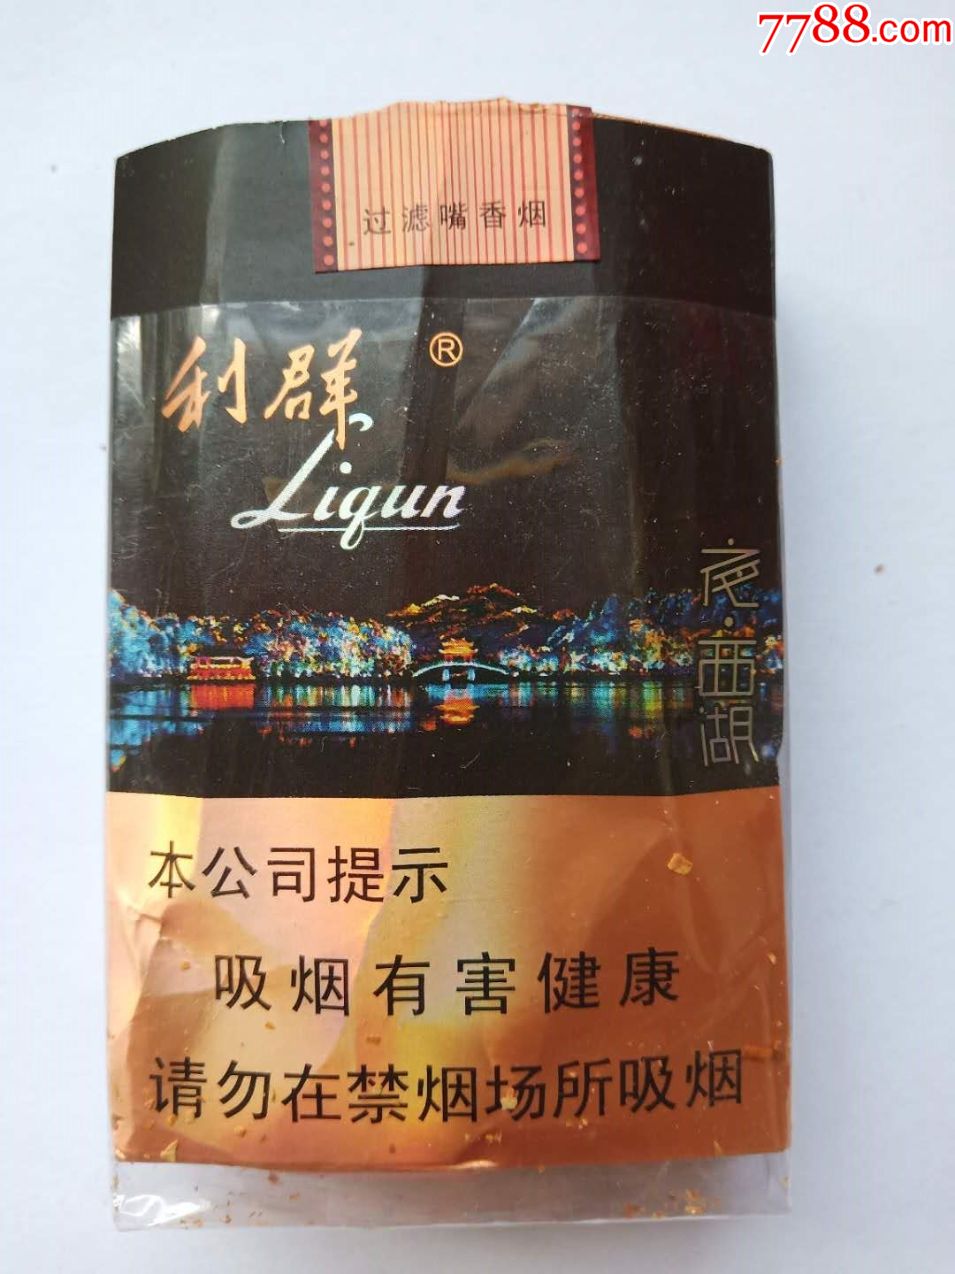 7788.com
过滤嘴香烟
利群®
Liqun
夜·西湖
本公司提示
吸烟有害健康
请勿在禁烟场所吸烟